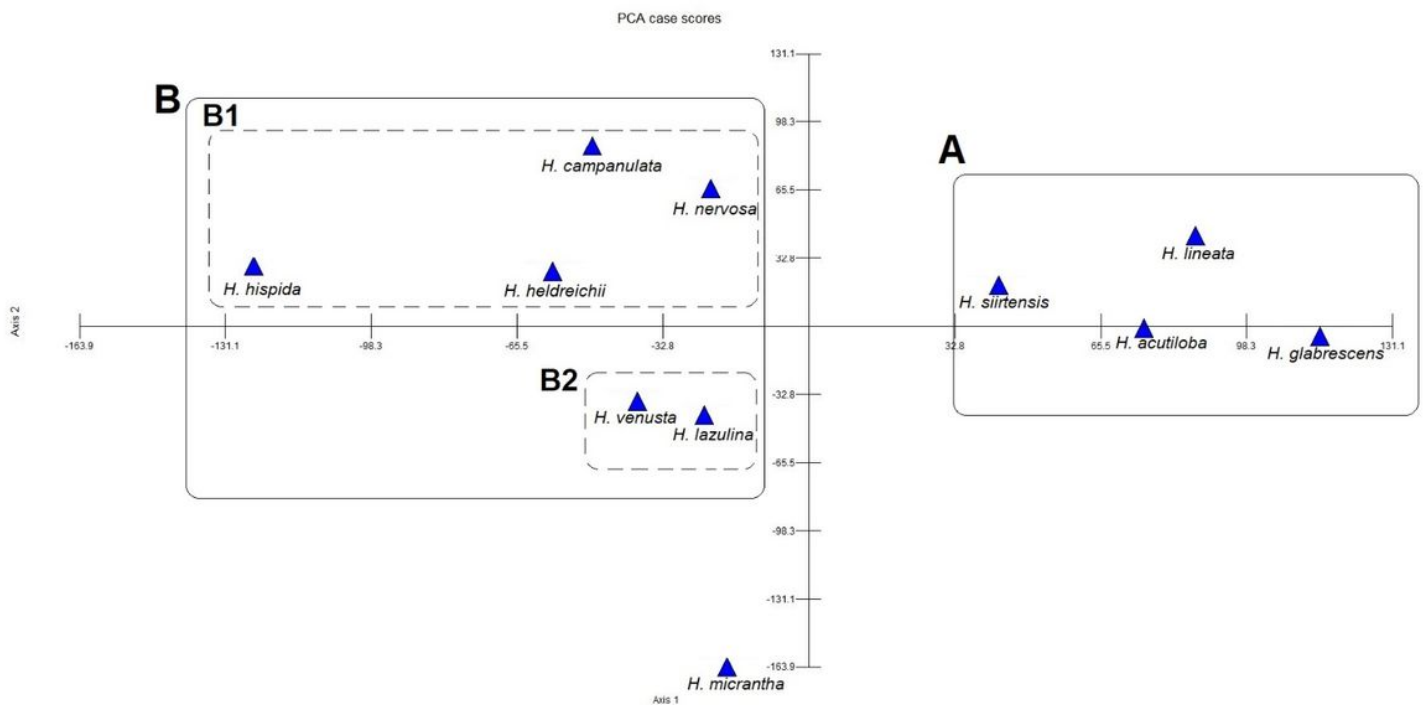 PCA case scores
131.1
B
B1
98.3
A
H. campanulata
65.5
H. nervosa
H. lineata
32.8
H. hispida
H. heldreichii
H. siirtensis
Axis 2
-163.9 -131.1 -98.3 -65.5 -32.8 32.8 65.5 98.3 131.1
H. acutiloba
H. glabrescens
B2
-32.8
H. venusta
H. lazulina
-65.5
-98.3
-131.1
-163.9
H. micrantha
Axis 1